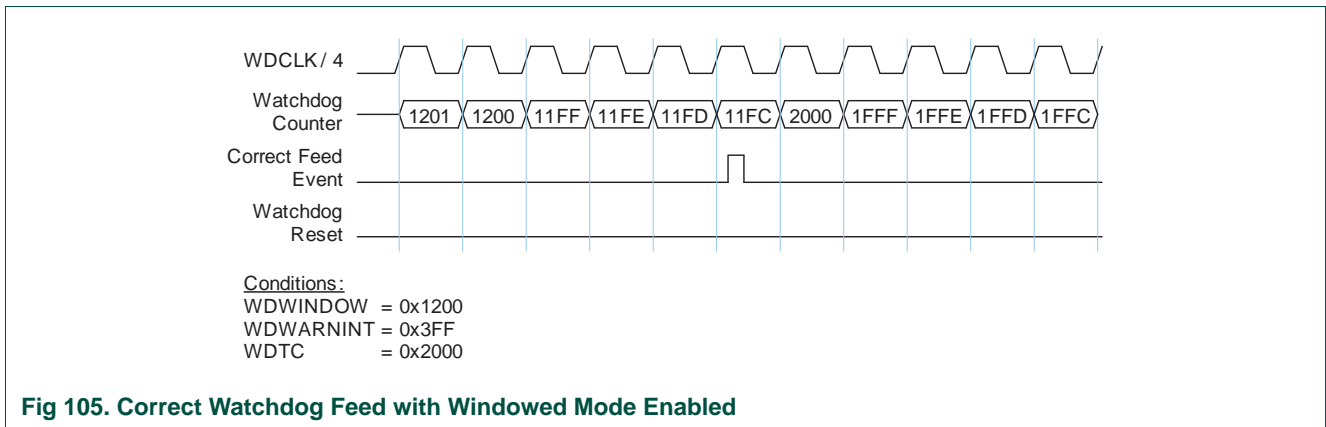 WDCLK / 4
Watchdog
Counter
1201 1200 11FF 11FE 11FD 11FC 2000 1FFF 1FFE 1FFD 1FFC
Correct Feed
Event
Watchdog
Reset
Conditions:
WDWINDOW = 0x1200
WDWARNINT = 0x3FF
WDTC = 0x2000
Fig 105. Correct Watchdog Feed with Windowed Mode Enabled